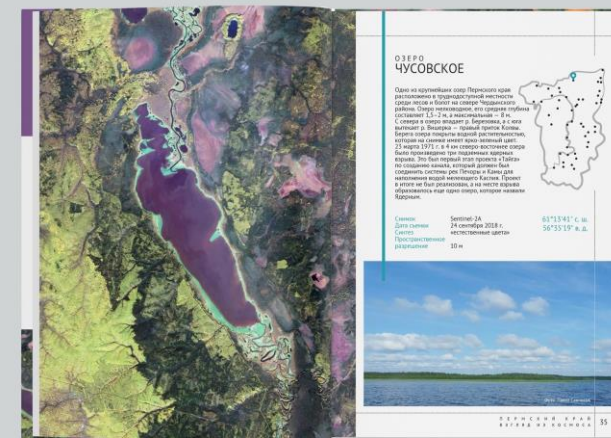 ОЗЕРО
ЧУСОВСКОЕ
Одно из крупнейших озер Пермского края
расположено в труднодоступной местности
среди лесов и болот на севере Чердынского
района. Озеро мелководное, его средняя глубина
составляет 1,5–2 м, а максимальная — 8 м.
С севера в озеро впадает р. Березовка, а с юга
вытекает р. Вишерка — правый приток Колвы.
Берега озера покрыты водной растительностью,
которая на снимке имеет ярко-зеленый цвет.
23 марта 1971 г. в 4 км северо-восточнее озера
было произведено три подземных ядерных
взрыва. Это был первый этап проекта «Тайга»
по созданию канала, который должен был
соединить системы рек Печоры и Камы для
наполнения водой мелеющего Каспия. Проект
в итоге не был реализован, а на месте взрыва
образовалось еще одно озеро, которое назвали
Ядерным.
Снимок Sentinel-2A
Дата съемки 24 сентября 2018 г.
Синтез «естественные цвета»
Пространственное
разрешение 10 м
61°13'41" с. ш.
56°35'19" в. д.
ПЕРМСКИЙ КРАЙ
ВЗГЛЯД ИЗ КОСМОСА
35